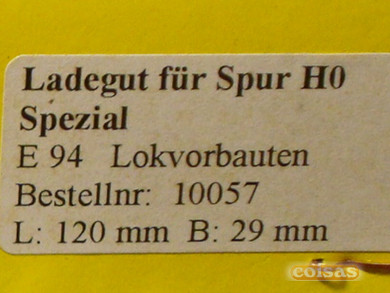 Ladegut für Spur H0
Spezial
E 94 Lokvorbauten
Bestellnr: 10057
L: 120 mm B: 29 mm
coisas